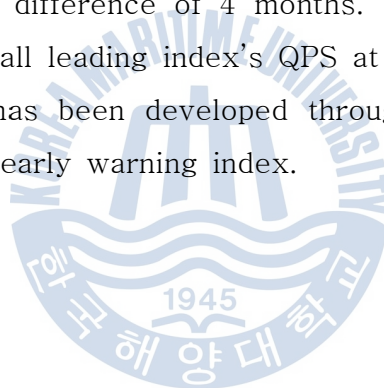 difference of 4 months.
all leading index's QPS at
has been developed throug
early warning index.
KOREA MARITIME UNIVERSITY
1945
한국해양대학교